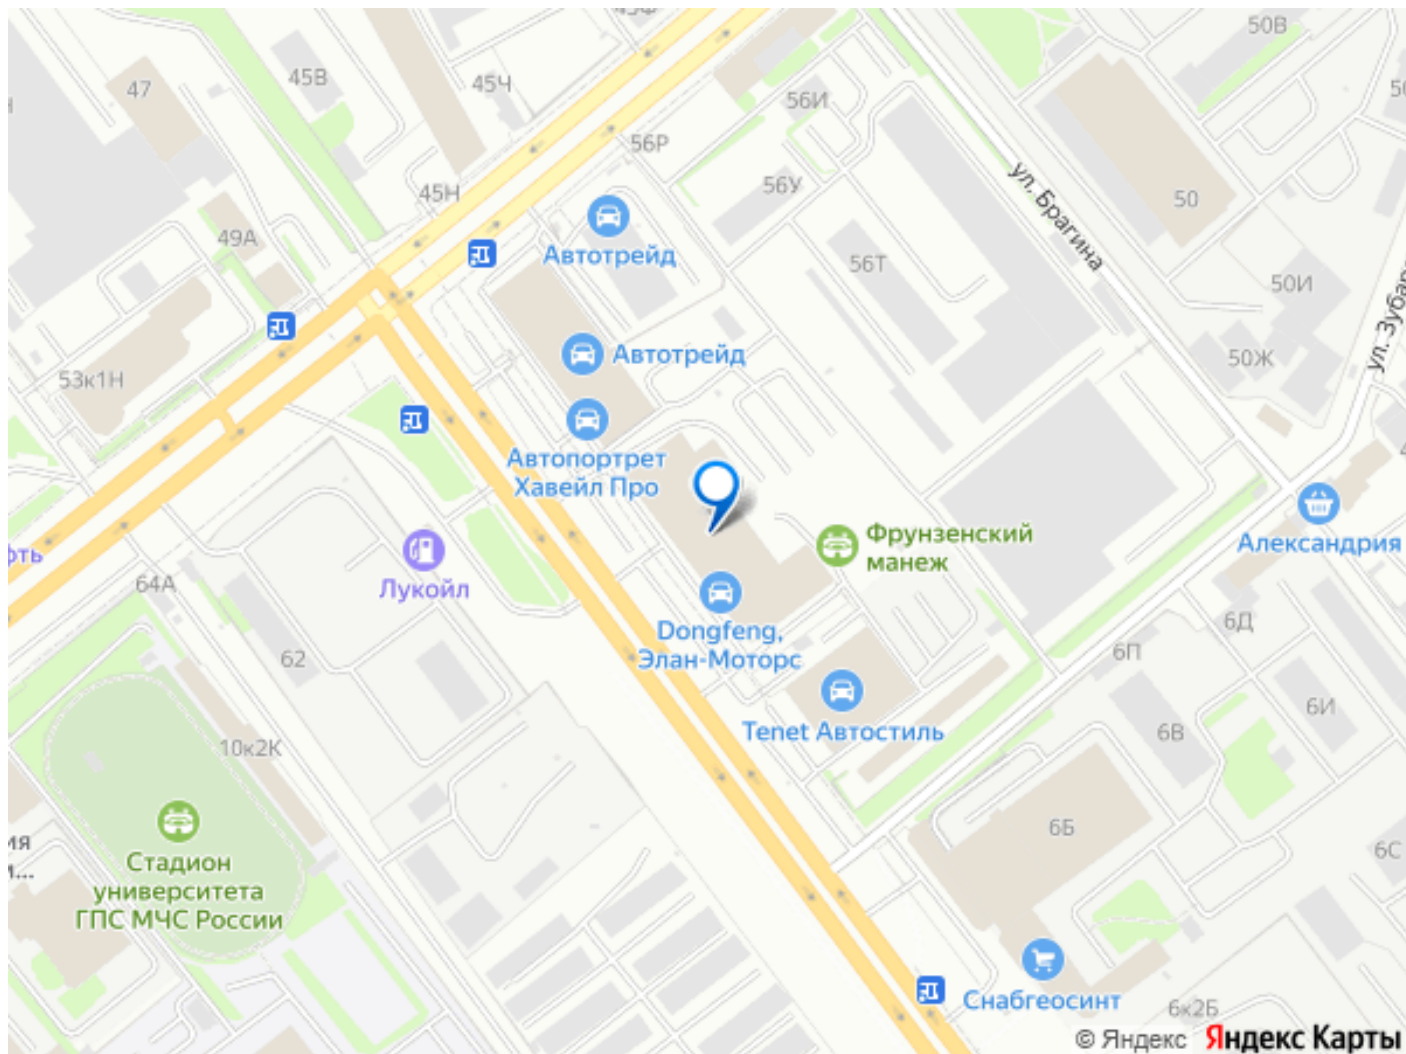 50В
45В
47
45Ч
56И
56Р
56У
45Н
50
ул. Брагина
49А
Автотрейд
56Т
50И
Автотрейд
50Ж
53к1Н
Автопортрет
Хавейл Про
Фрунзенский
манеж
Александрия
64А
Лукойл
Dongfeng,
Элан-Моторс
6Д
6П
62
6И
Tenet Автостиль
6В
10к2К
6Б
6С
Стадион
университета
ГПС МЧС России
Снабгеосинт
6к2Б
© Яндекс Яндекс Карты